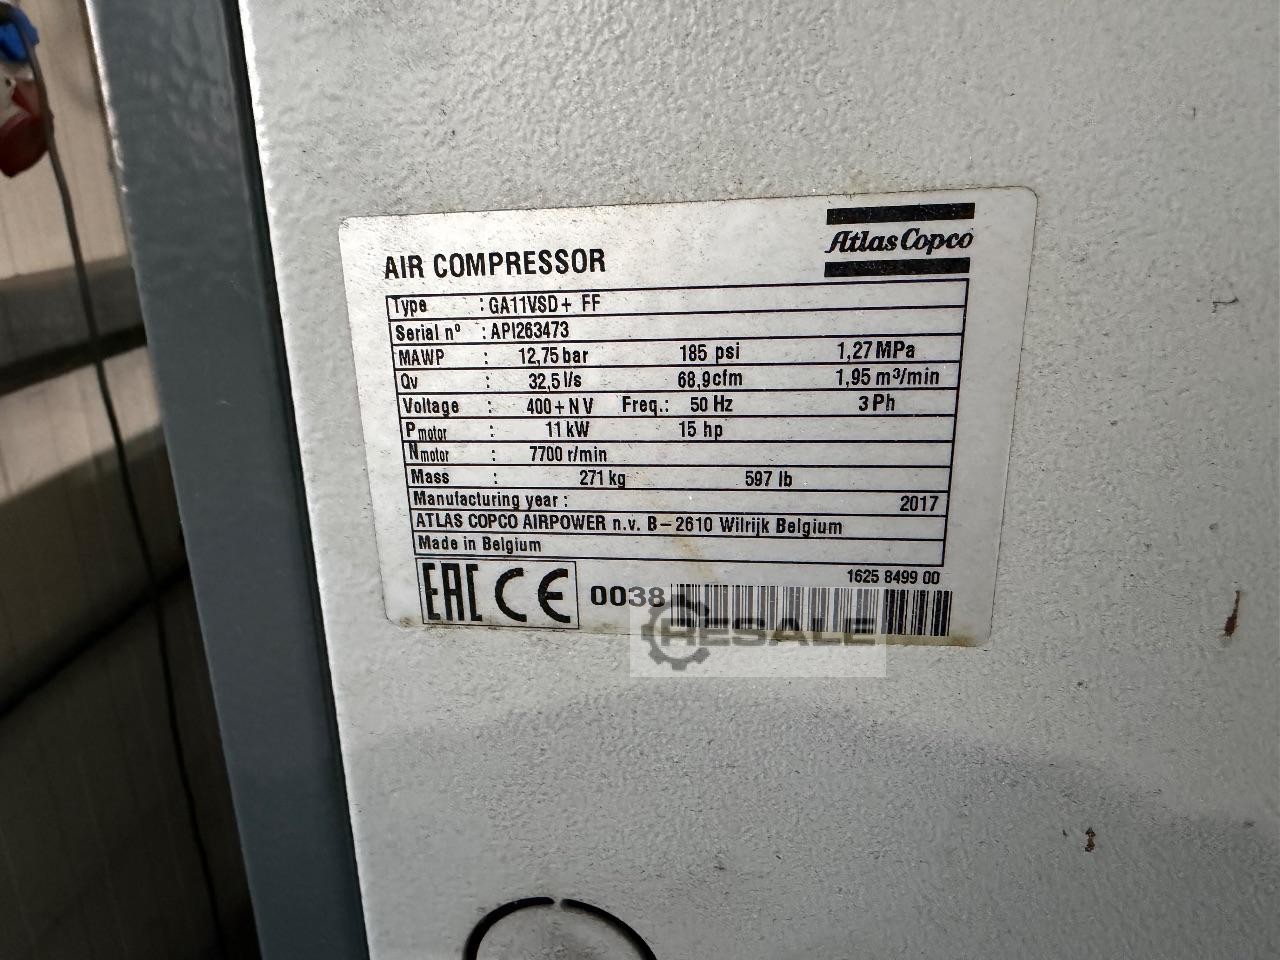 Atlas Copco
AIR COMPRESSOR
Type : GA11VSD+ FF
Serial nº : API263473
MAWP : 12,75 bar 185 psi 1,27 MPa
Qv : 32,5 l/s 68,9 cfm 1,95 m³/min
Voltage : 400+N V Freq.: 50 Hz 3 Ph
Pmotor : 11 kW 15 hp
Nmotor : 7700 r/min
Mass : 271 kg 597 lb
Manufacturing year : 2017
ATLAS COPCO AIRPOWER n.v. B-2610 Wilrijk Belgium
Made in Belgium
1625 8499 00
EAC CE 0038
RESALE